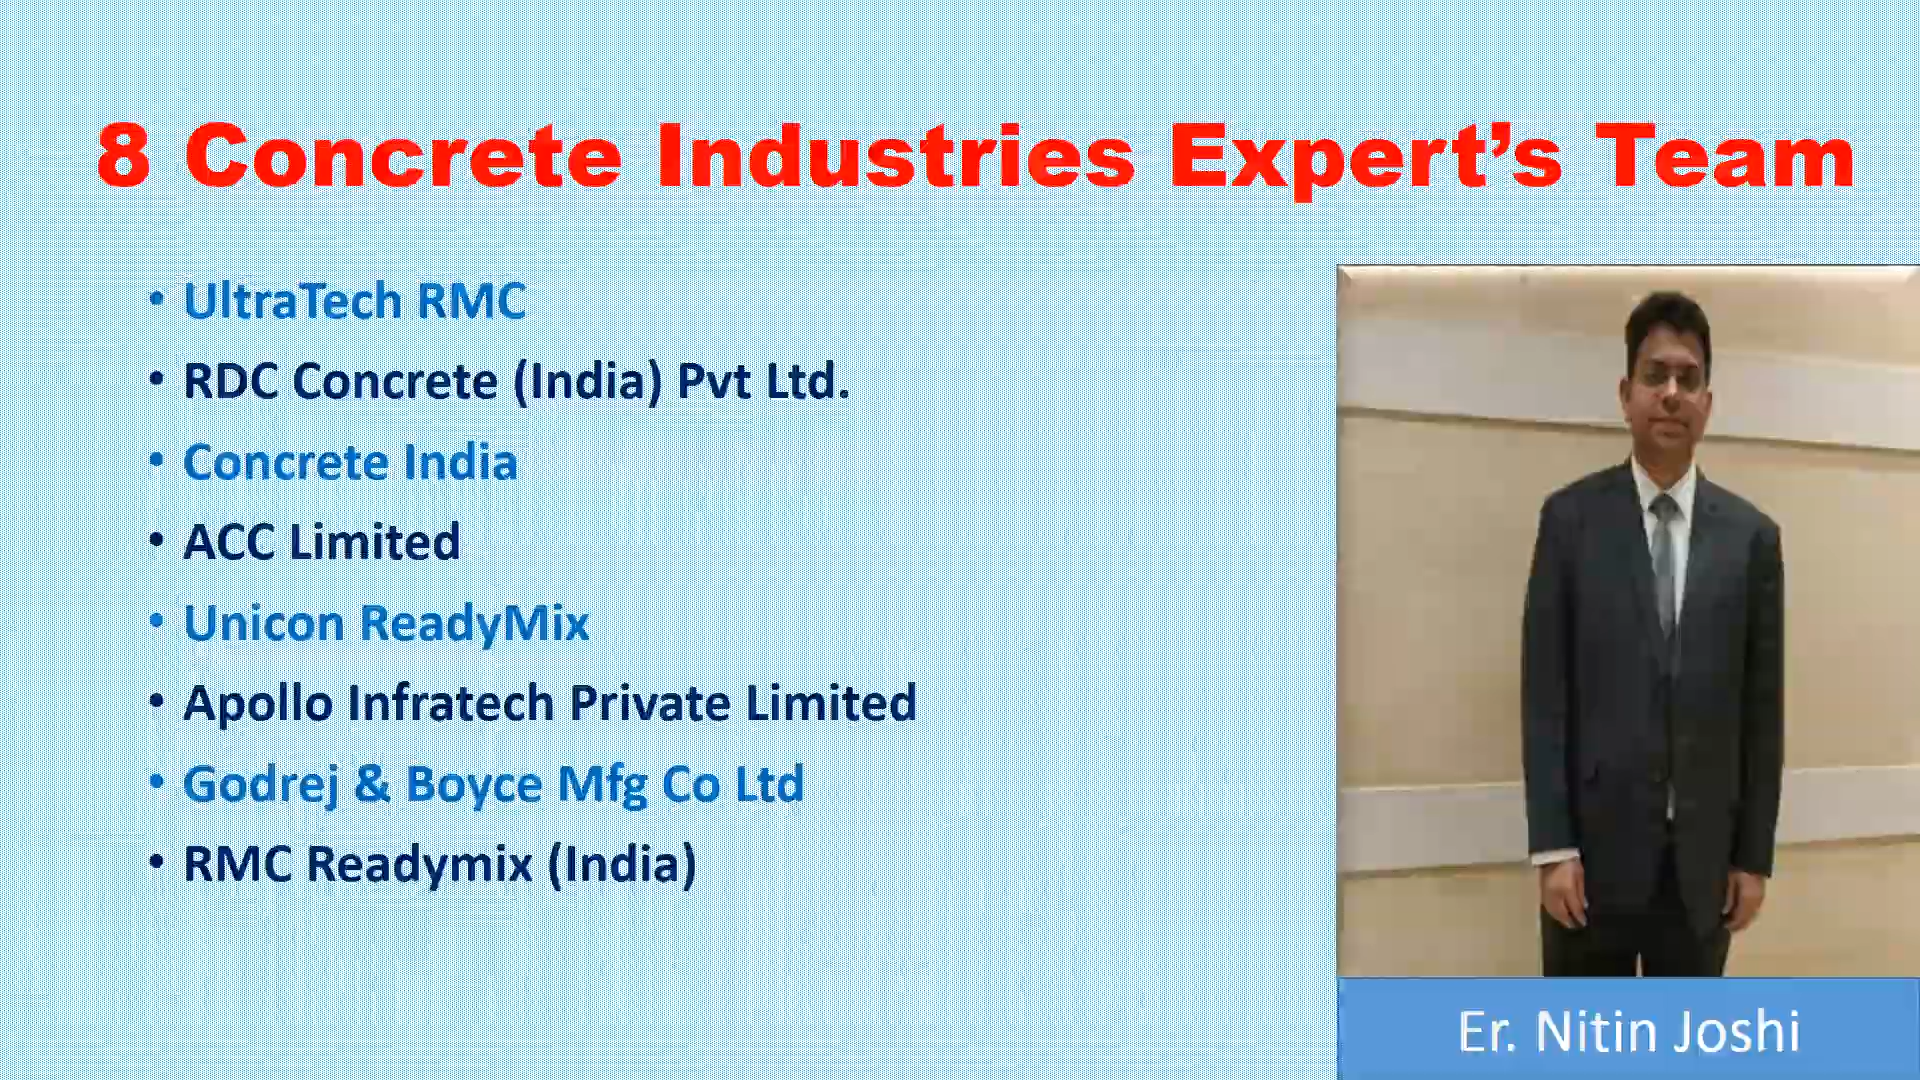 8 Concrete Industries Expert’s Team
• UltraTech RMC
• RDC Concrete (India) Pvt Ltd.
• Concrete India
• ACC Limited
• Unicon ReadyMix
• Apollo Infratech Private Limited
• Godrej & Boyce Mfg Co Ltd
• RMC Readymix (India)
Er. Nitin Joshi